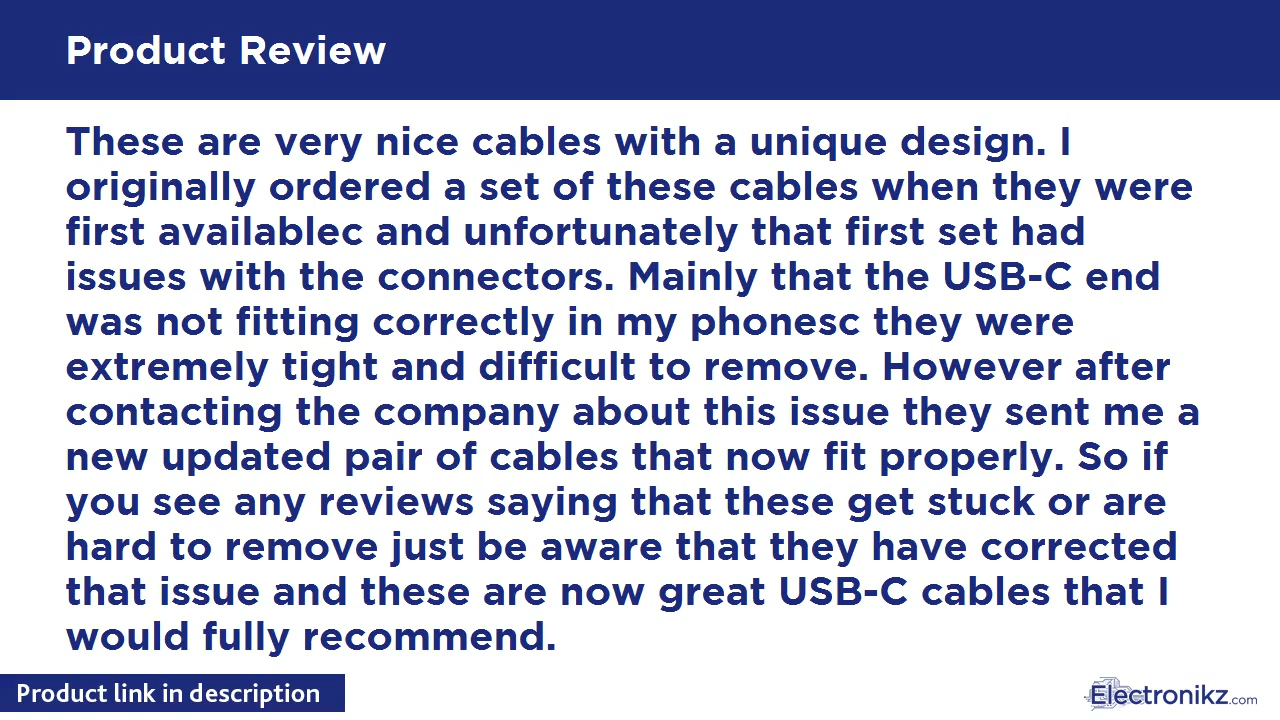 Product Review
These are very nice cables with a unique design. I
originally ordered a set of these cables when they were
first availablec and unfortunately that first set had
issues with the connectors. Mainly that the USB-C end
was not fitting correctly in my phonesc they were
extremely tight and difficult to remove. However after
contacting the company about this issue they sent me a
new updated pair of cables that now fit properly. So if
you see any reviews saying that these get stuck or are
hard to remove just be aware that they have corrected
that issue and these are now great USB-C cables that I
would fully recommend.
Product link in description
Electronikz.com